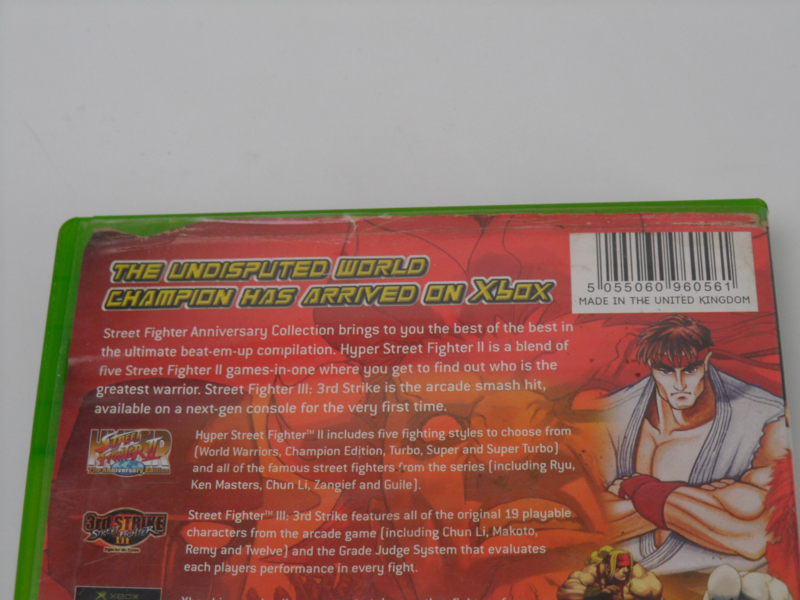 THE UNDISPUTED WORLD
CHAMPION HAS ARRIVED ON Xbox
5 055060 960561
MADE IN THE UNITED KINGDOM
Street Fighter Anniversary Collection brings to you the best of the best in
the ultimate beat-em-up compilation. Hyper Street Fighter II is a blend of
five Street Fighter II games-in-one where you get to find out who is the
greatest warrior. Street Fighter III: 3rd Strike is the arcade smash hit,
available on a next-gen console for the very first time.
Hyper Street Fighter™ II includes five fighting styles to choose from
(World Warriors, Champion Edition, Turbo, Super and Super Turbo)
and all of the famous street fighters from the series (including Ryu,
Ken Masters, Chun Li, Zangief and Guile).
STREET
FIGHTER II
Street Fighter™ III: 3rd Strike features all of the original 19 playable
characters from the arcade game (including Chun Li, Makoto,
Remy and Twelve) and the Grade Judge System that evaluates
each players performance in every fight.
3rd STRIKE
STREET FIGHTER
III
XBOX